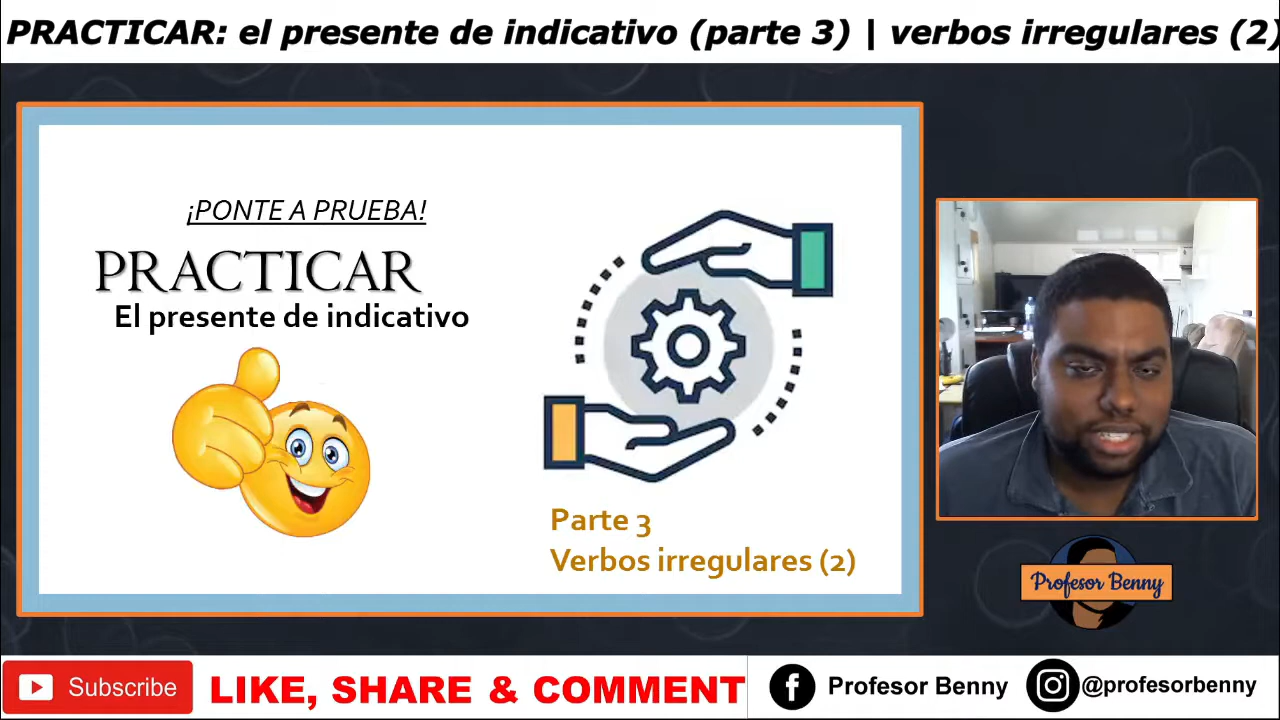 PRACTICAR: el presente de indicativo (parte 3) | verbos irregulares (2)
¡PONTE A PRUEBA!
PRACTICAR
El presente de indicativo
Parte 3
Verbos irregulares (2)
Profesor Benny
Subscribe
LIKE, SHARE & COMMENT
Profesor Benny
@profesorbenny